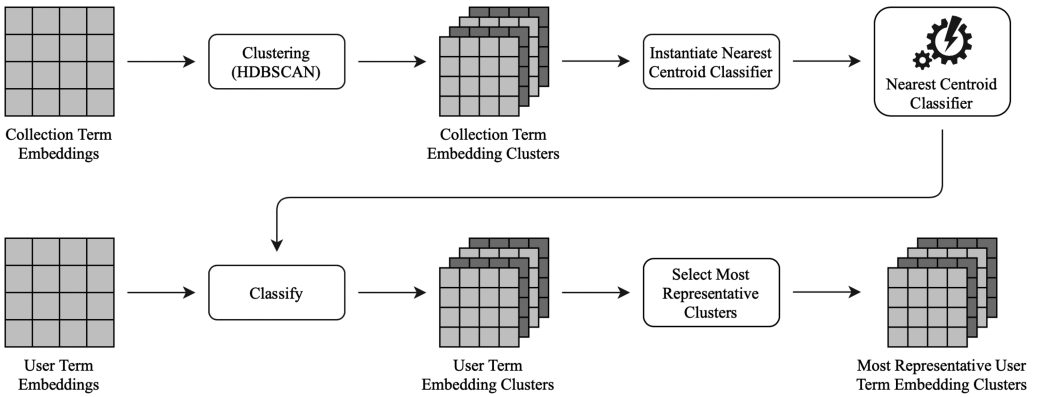 Clustering
(HDBSCAN)
Instantiate Nearest
Centroid Classifier
Nearest Centroid
Classifier
Collection Term
Embeddings
Collection Term
Embedding Clusters
Classify
Select Most
Representative
Clusters
User Term
Embeddings
User Term
Embedding Clusters
Most Representative User
Term Embedding Clusters